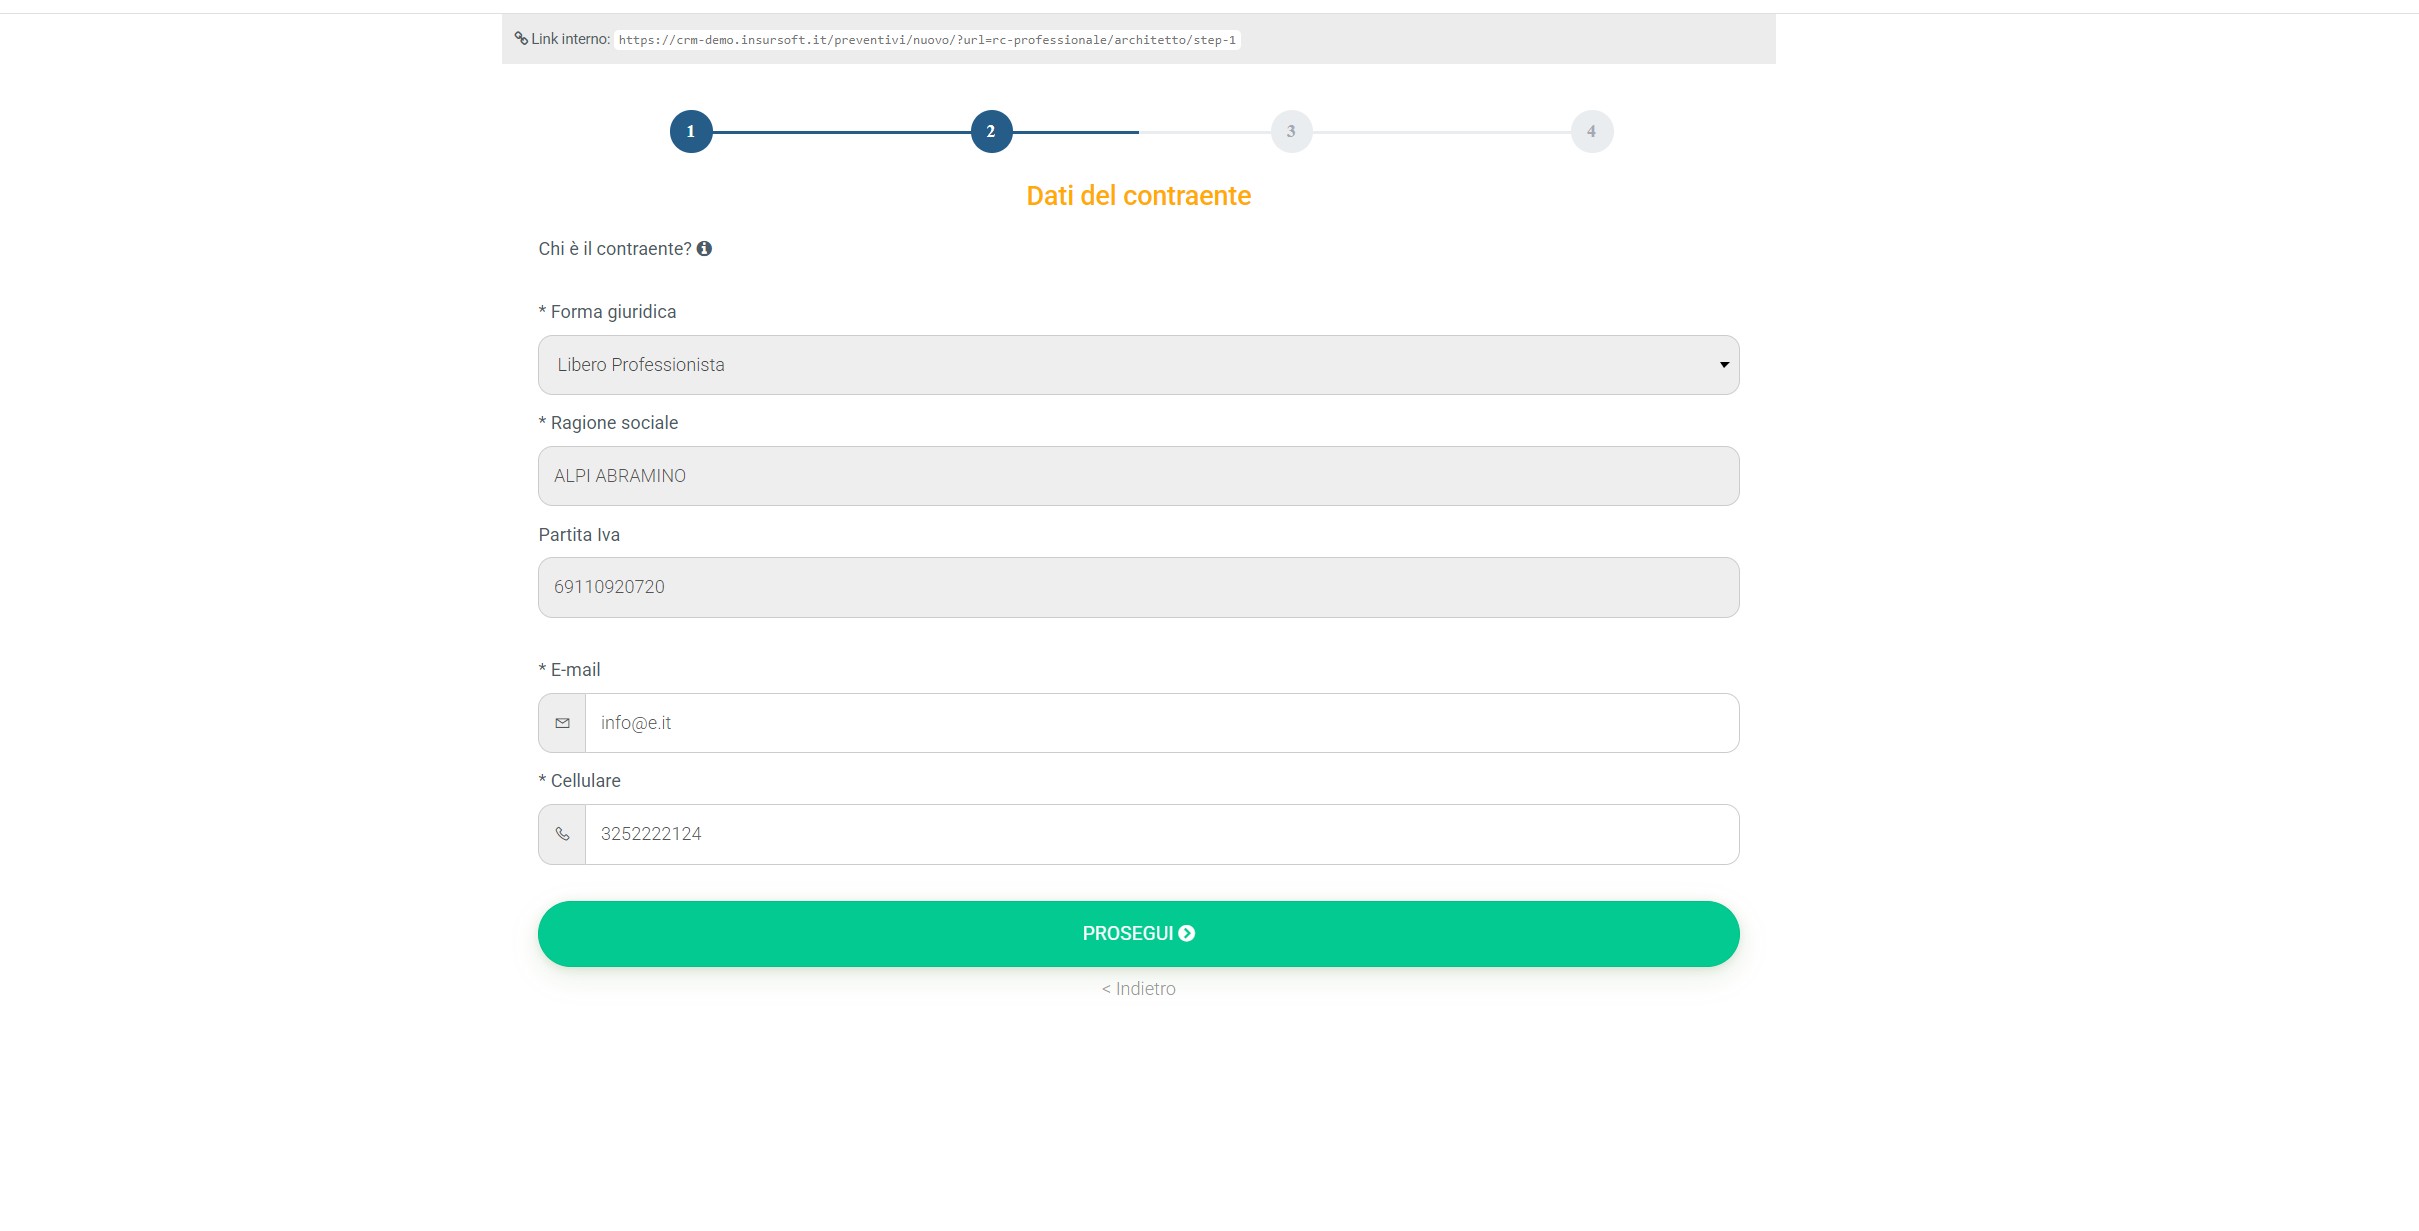 Link interno: https://crm-demo.insursoft.it/preventivi/nuovo/?url=rc-professionale/architetto/step-1
1 2 3 4
Dati del contraente
Chi è il contraente?
* Forma giuridica
Libero Professionista
* Ragione sociale
ALPI ABRAMINO
Partita Iva
69110920720
* E-mail
info@e.it
* Cellulare
3252222124
PROSEGUI
< Indietro